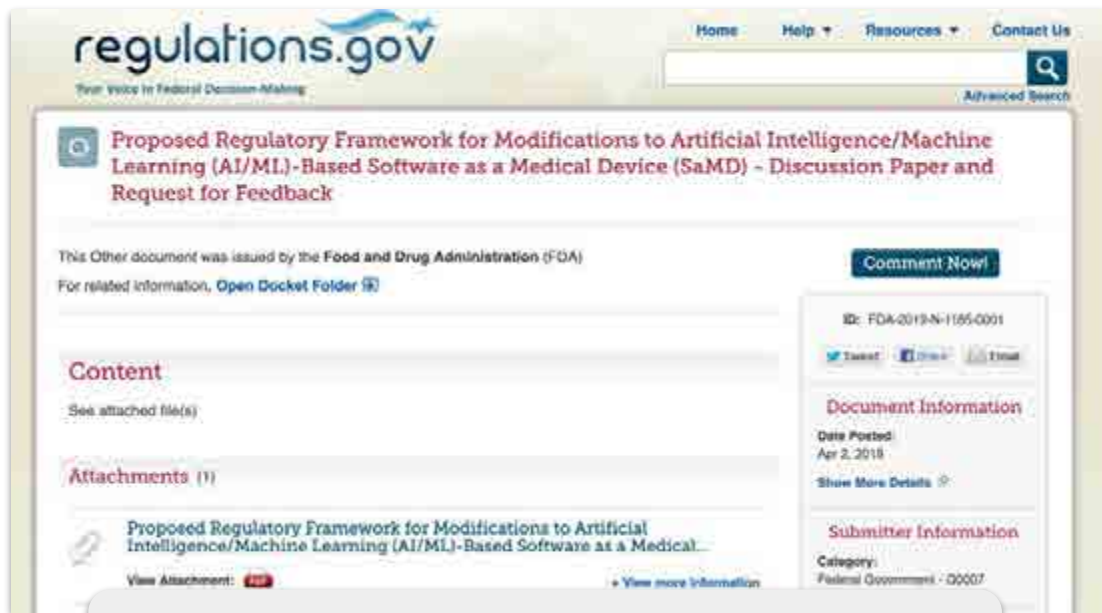 regulations.gov
Your Voice in Federal Decision-Making
Home Help Resources Contact Us
Advanced Search
Proposed Regulatory Framework for Modifications to Artificial Intelligence/Machine
Learning (AI/ML)-Based Software as a Medical Device (SaMD) - Discussion Paper and
Request for Feedback
This Other document was issued by the Food and Drug Administration (FDA)
For related information, Open Docket Folder
Comment Now!
ID: FDA-2019-N-1185-0001
Tweet Share Email
Content
See attached file(s)
Attachments (1)
Proposed Regulatory Framework for Modifications to Artificial
Intelligence/Machine Learning (AI/ML)-Based Software as a Medical...
View Attachment: PDF
+ View more information
Document Information
Date Posted:
Apr 2, 2019
Show More Details
Submitter Information
Category:
Federal Government - G0007